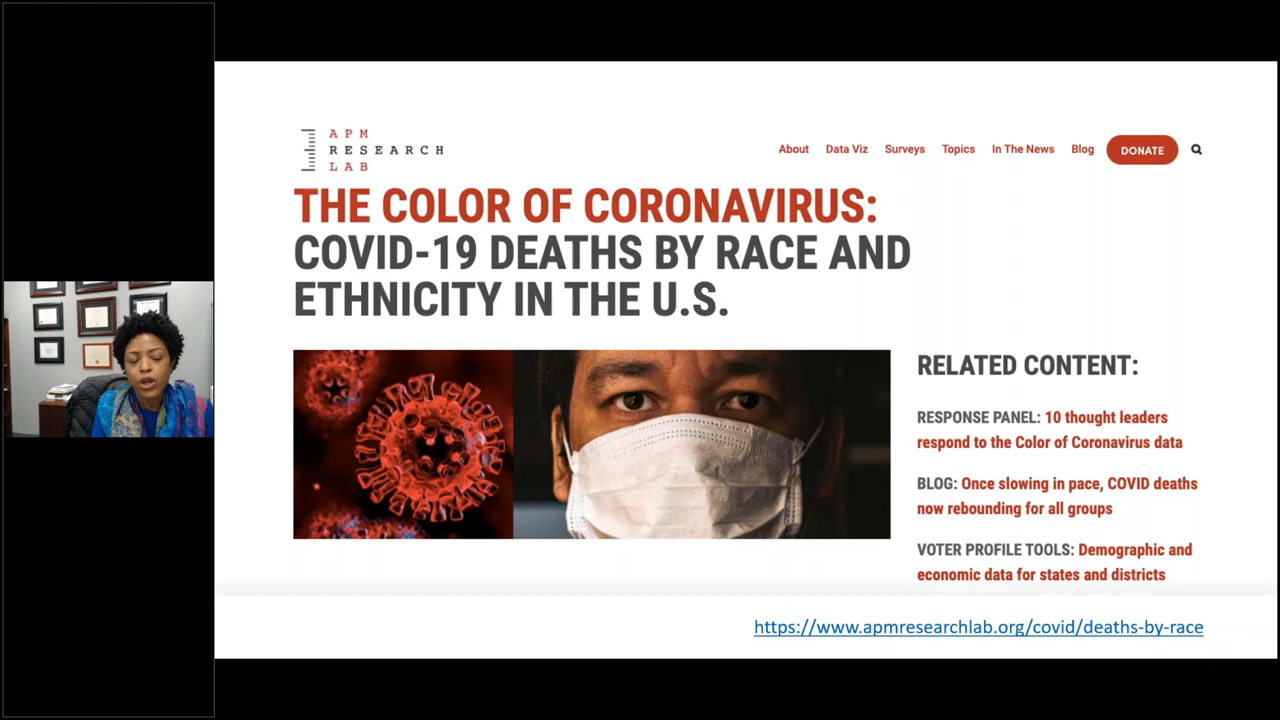 APM
RESEARCH
LAB
About Data Viz Surveys Topics In The News Blog DONATE
THE COLOR OF CORONAVIRUS:
COVID-19 DEATHS BY RACE AND
ETHNICITY IN THE U.S.
RELATED CONTENT:
RESPONSE PANEL: 10 thought leaders
respond to the Color of Coronavirus data
BLOG: Once slowing in pace, COVID deaths
now rebounding for all groups
VOTER PROFILE TOOLS: Demographic and
economic data for states and districts
https://www.apmresearchlab.org/covid/deaths-by-race